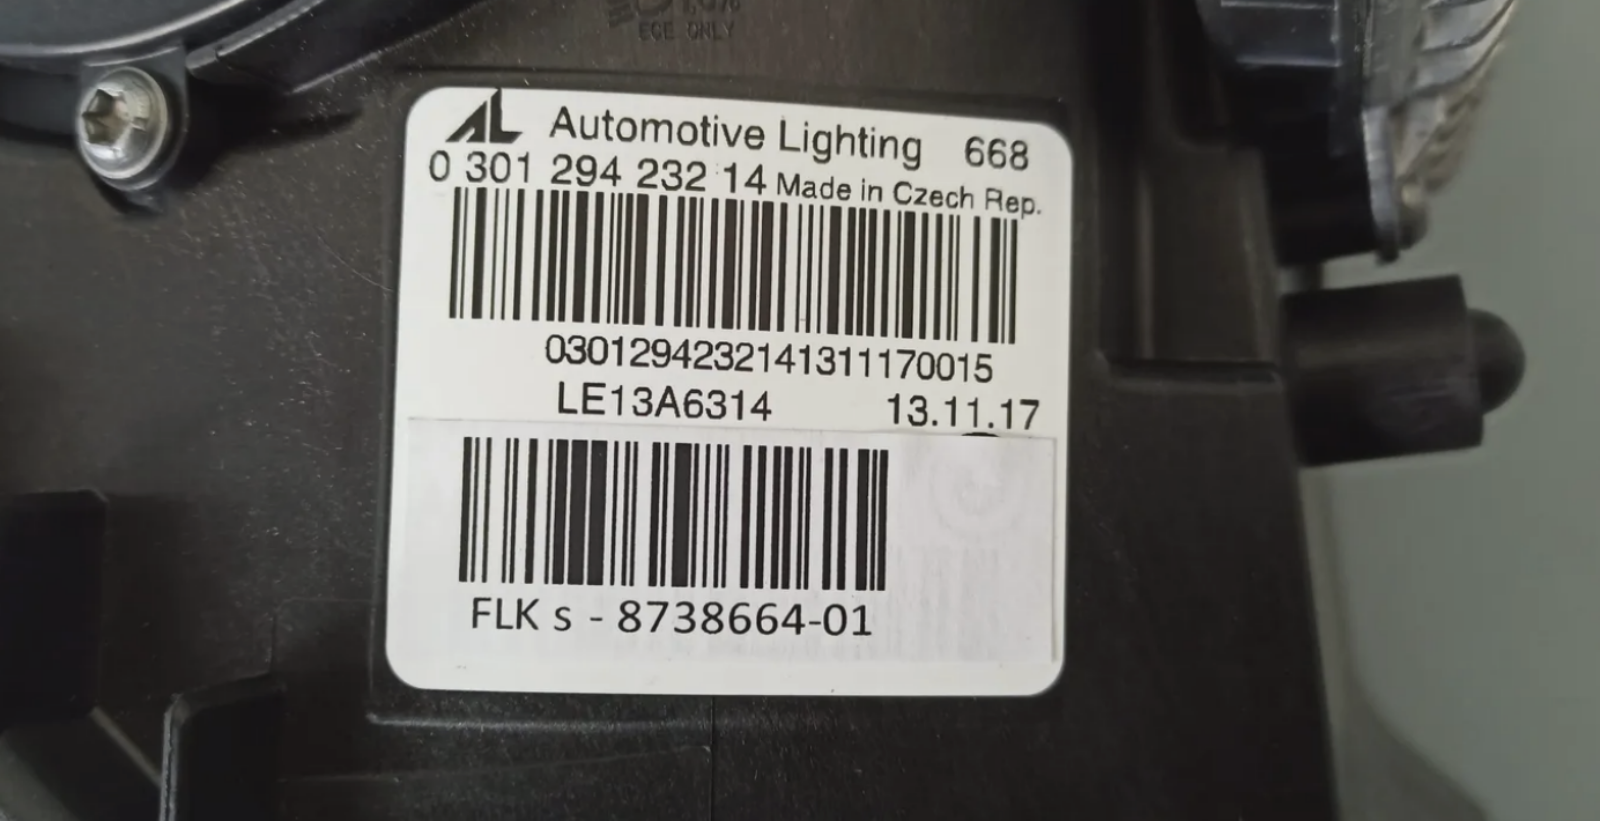 ECE ONLY
AL Automotive Lighting 668
0 301 294 232 14 Made in Czech Rep.
0301294232141311170015
LE13A6314 13.11.17
FLK s - 8738664-01